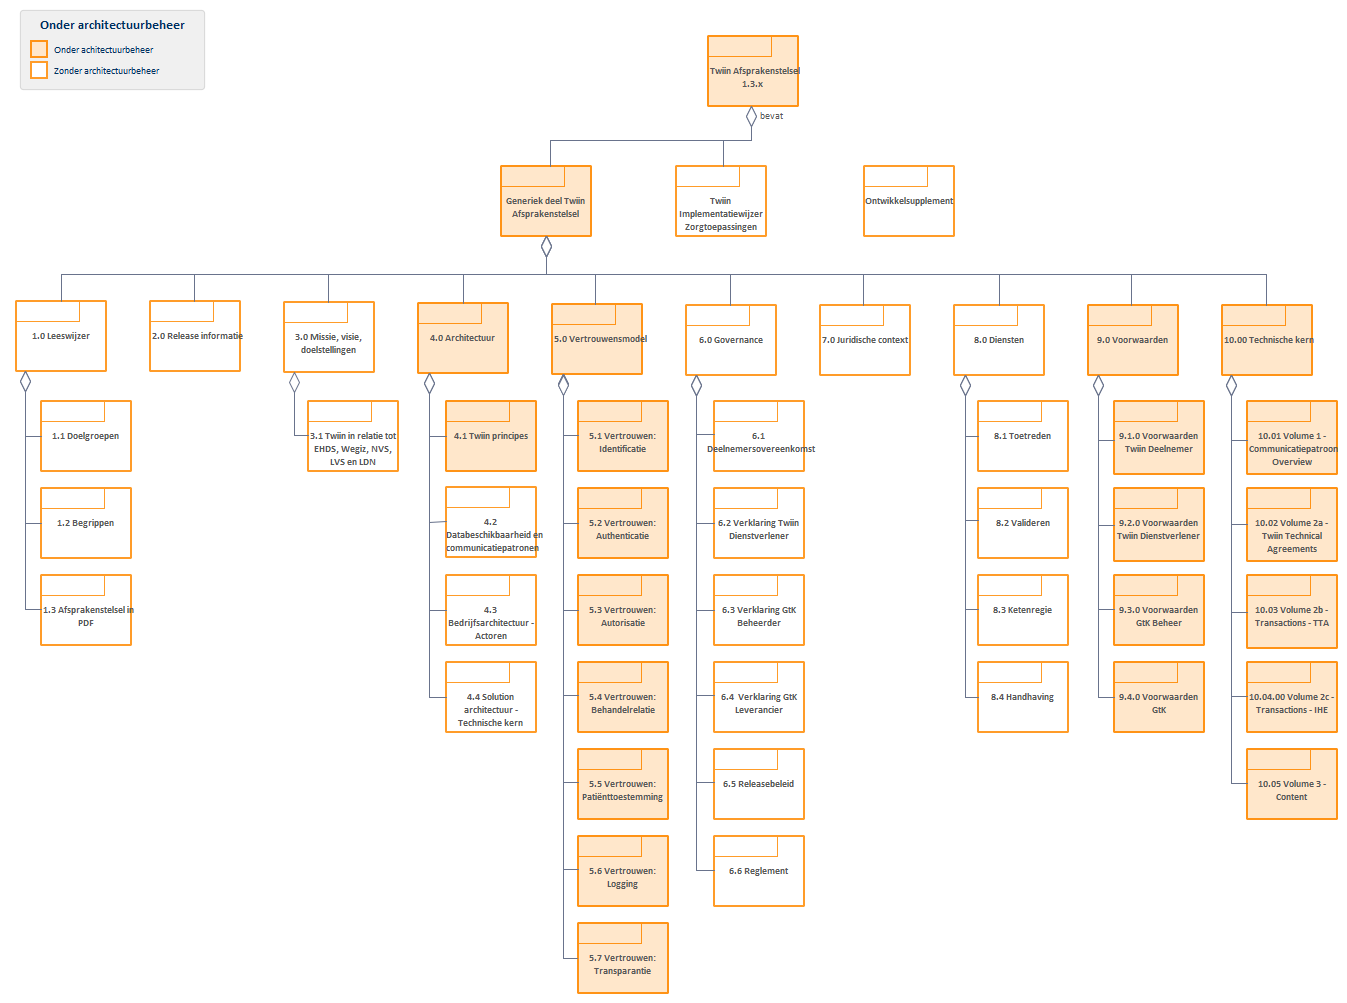 Onder architectuurbeheer
Onder achitectuurbeheer
Zonder architectuurbeheer
Twiin Afsprakenstelsel
1.3.x
bevat
Generiek deel Twiin
Afsprakenstelsel
Twiin
Implementatiewijzer
Zorgtoepassingen
Ontwikkelsupplement
1.0 Leeswijzer
2.0 Release informatie
3.0 Missie, visie,
doelstellingen
4.0 Architectuur
5.0 Vertrouwensmodel
6.0 Governance
7.0 Juridische context
8.0 Diensten
9.0 Voorwaarden
10.00 Technische kern
1.1 Doelgroepen
1.2 Begrippen
1.3 Afsprakenstelsel in
PDF
3.1 Twiin in relatie tot
EHDS, Wegiz, NVS,
LVS en LDN
4.1 Twiin principes
4.2
Databeschikbaarheid en
communicatiepatronen
4.3
Bedrijfsarchitectuur -
Actoren
4.4 Solution
architectuur -
Technische kern
5.1 Vertrouwen:
Identificatie
5.2 Vertrouwen:
Authenticatie
5.3 Vertrouwen:
Autorisatie
5.4 Vertrouwen:
Behandelrelatie
5.5 Vertrouwen:
Patiënttoestemming
5.6 Vertrouwen:
Logging
5.7 Vertrouwen:
Transparantie
6.1
Deelnemersovereenkomst
6.2 Verklaring Twiin
Dienstverlener
6.3 Verklaring GtK
Beheerder
6.4  Verklaring GtK
Leverancier
6.5 Releasebeleid
6.6 Reglement
8.1 Toetreden
8.2 Valideren
8.3 Ketenregie
8.4 Handhaving
9.1.0 Voorwaarden
Twiin Deelnemer
9.2.0 Voorwaarden
Twiin Dienstverlener
9.3.0 Voorwaarden
GtK Beheer
9.4.0 Voorwaarden
GtK
10.01 Volume 1 -
Communicatiepatroon
Overview
10.02 Volume 2a -
Twiin Technical
Agreements
10.03 Volume 2b -
Transactions - TTA
10.04.00 Volume 2c -
Transactions - IHE
10.05 Volume 3 -
Content